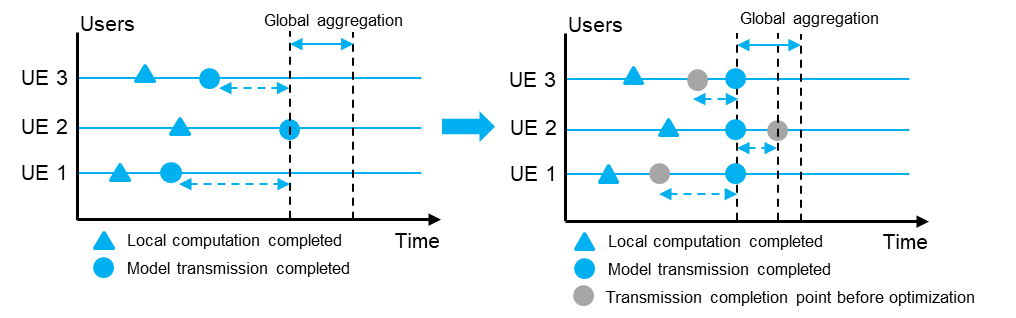 Users
Global aggregation
UE 3
UE 2
UE 1
Time
Local computation completed
Model transmission completed
Users
Global aggregation
UE 3
UE 2
UE 1
Time
Local computation completed
Model transmission completed
Transmission completion point before optimization